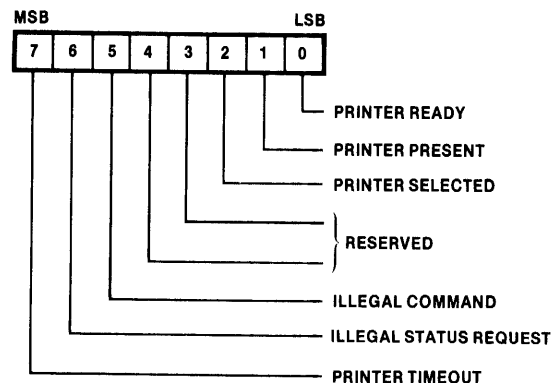 MSB LSB
7 6 5 4 3 2 1 0
PRINTER READY
PRINTER PRESENT
PRINTER SELECTED
RESERVED
ILLEGAL COMMAND
ILLEGAL STATUS REQUEST
PRINTER TIMEOUT